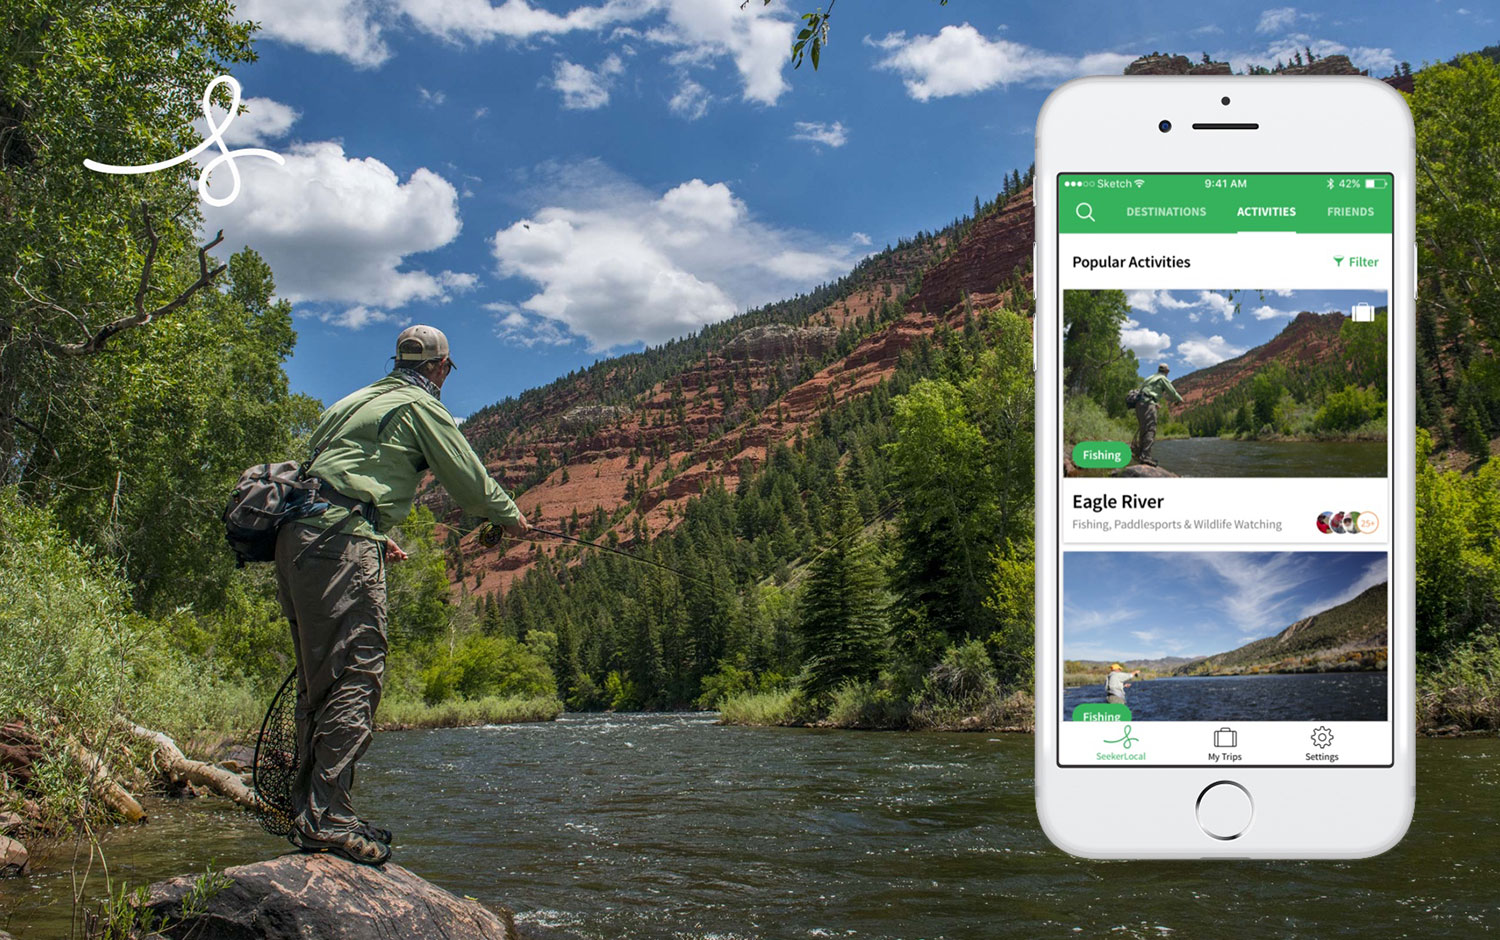 Sketch 9:41 AM 42%
DESTINATIONS ACTIVITIES FRIENDS
Popular Activities Filter
Fishing
Eagle River
Fishing, Paddlesports & Wildlife Watching 25+
Fishing
SeekerLocal My Trips Settings